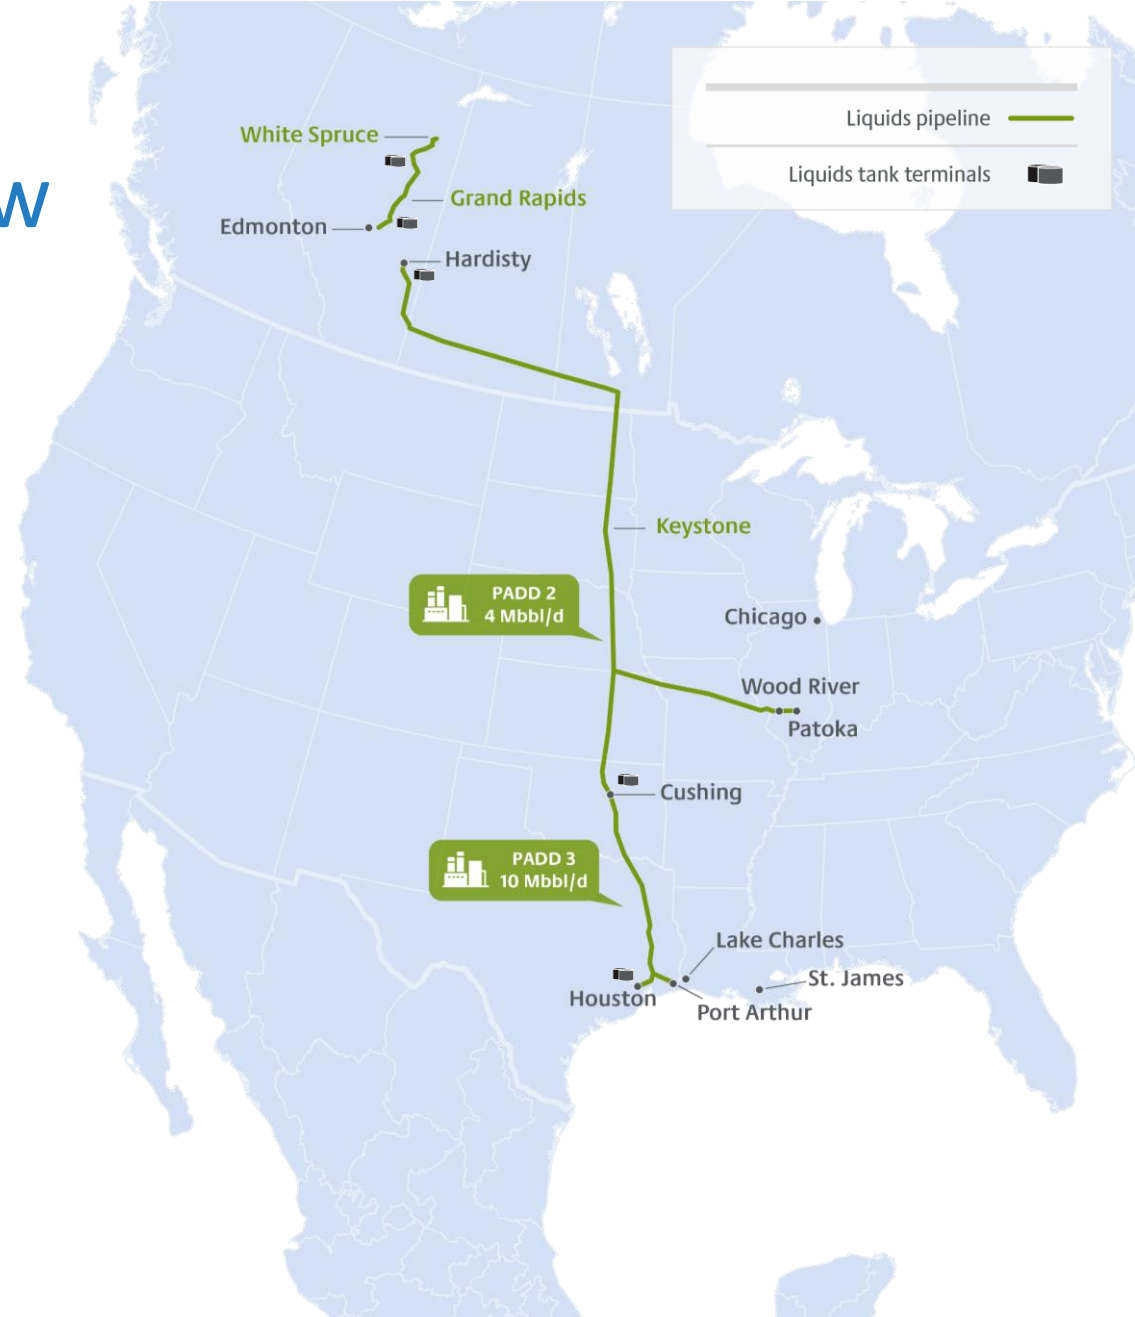 w
Liquids pipeline
Liquids tank terminals
White Spruce
Grand Rapids
Edmonton
Hardisty
Keystone
PADD 2
4 Mbbl/d
Chicago
Wood River
Patoka
Cushing
PADD 3
10 Mbbl/d
Lake Charles
St. James
Houston
Port Arthur